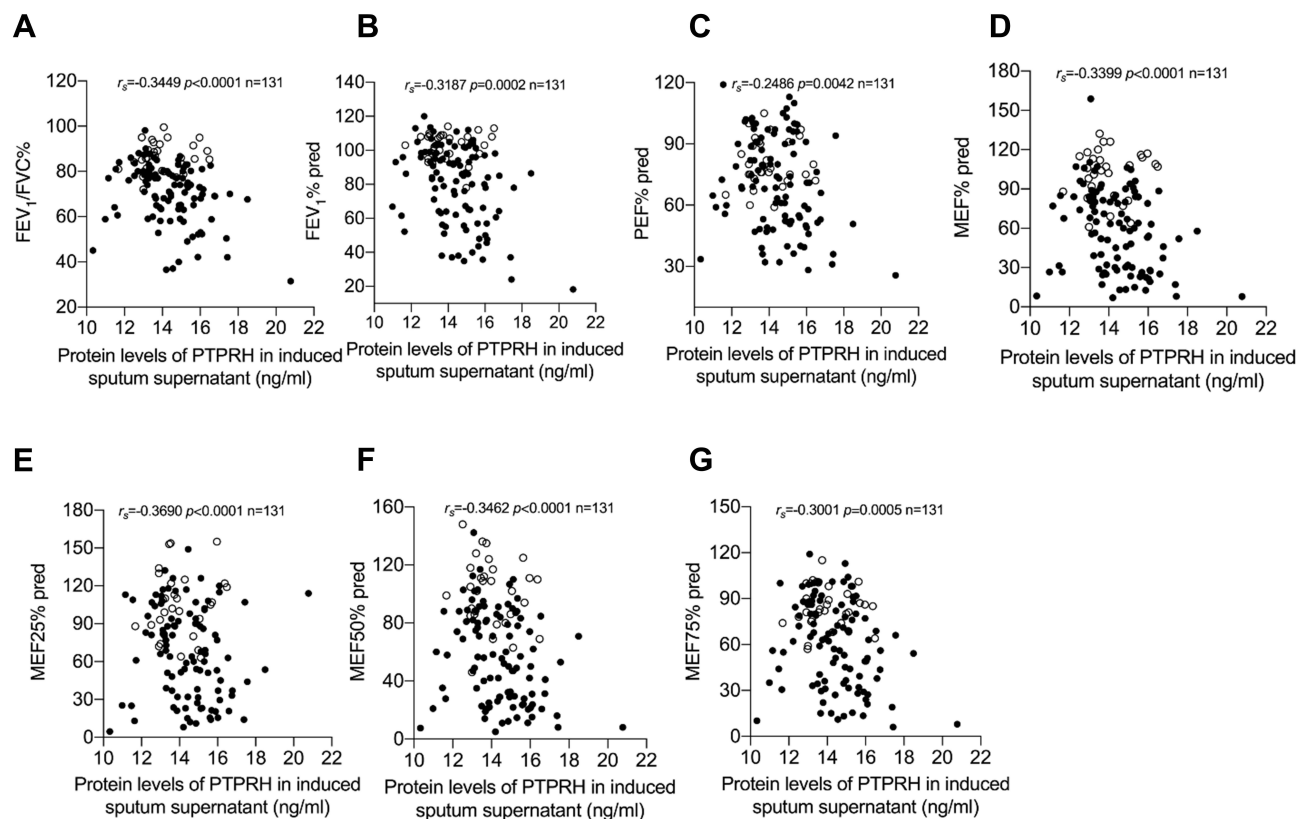 A
B
C
D
rs=-0.3449 p<0.0001 n=131
FEV1/FVC%
120
100
80
60
40
20
10 12 14 16 18 20 22
Protein levels of PTPRH in induced
sputum supernatant (ng/ml)
rs=-0.3187 p=0.0002 n=131
FEV1% pred
140
120
100
80
60
40
20
10 12 14 16 18 20 22
Protein levels of PTPRH in induced
sputum supernatant (ng/ml)
rs=-0.2486 p=0.0042 n=131
PEF% pred
120
90
60
30
10 12 14 16 18 20 22
Protein levels of PTPRH in induced
sputum supernatant (ng/ml)
rs=-0.3399 p<0.0001 n=131
MEF% pred
180
150
120
90
60
30
0
10 12 14 16 18 20 22
Protein levels of PTPRH in induced
sputum supernatant (ng/ml)
E
F
G
rs=-0.3690 p<0.0001 n=131
MEF25% pred
180
150
120
90
60
30
0
10 12 14 16 18 20 22
Protein levels of PTPRH in induced
sputum supernatant (ng/ml)
rs=-0.3462 p<0.0001 n=131
MEF50% pred
160
120
80
40
0
10 12 14 16 18 20 22
Protein levels of PTPRH in induced
sputum supernatant (ng/ml)
rs=-0.3001 p=0.0005 n=131
MEF75% pred
150
120
90
60
30
0
10 12 14 16 18 20 22
Protein levels of PTPRH in induced
sputum supernatant (ng/ml)